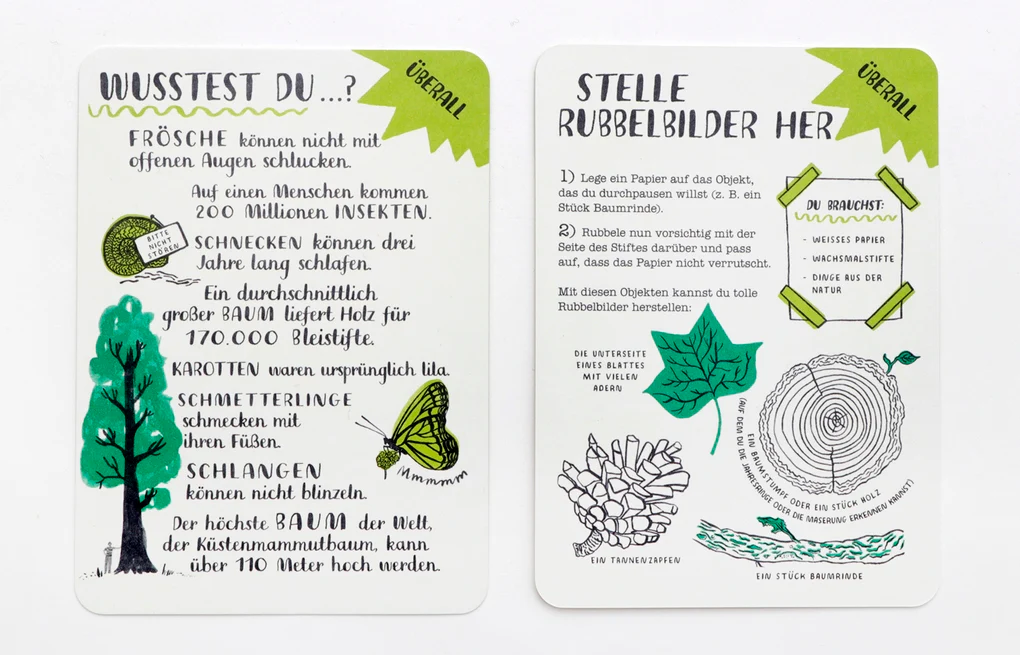 WUSSTEST DU...?
ÜBERALL
FRÖSCHE können nicht mit
offenen Augen schlucken.
Auf einen Menschen kommen
200 Millionen INSEKTEN.
BITTE
NICHT
STÖREN
SCHNECKEN können drei
Jahre lang schlafen.
Ein durchschnittlich
großer BAUM liefert Holz für
170.000 Bleistifte.
KAROTTEN waren ursprünglich lila.
SCHMETTERLINGE
schmecken mit
ihren Füßen.
Mmmmmm
SCHLANGEN
können nicht blinzeln.
Der höchste BAUM der Welt,
der Küstenmammutbaum, kann
über 110 Meter hoch werden.
STELLE
RUBBELBILDER HER
ÜBERALL
1) Lege ein Papier auf das Objekt,
das du durchpausen willst (z. B. ein
Stück Baumrinde).
2) Rubbele nun vorsichtig mit der
Seite des Stiftes darüber und pass
auf, dass das Papier nicht verrutscht.
Mit diesen Objekten kannst du tolle
Rubbelbilder herstellen:
DU BRAUCHST:
- WEISSES PAPIER
- WACHSMALSTIFTE
- DINGE AUS DER
NATUR
DIE UNTERSEITE
EINES BLATTES
MIT VIELEN
ADERN
EIN BAUMSTUMPF ODER EIN STÜCK HOLZ
(AUF DEM DU DIE JAHRESRINGE ODER DIE MASERUNG ERKENNEN KANNST)
EIN TANNENZAPFEN
EIN STÜCK BAUMRINDE